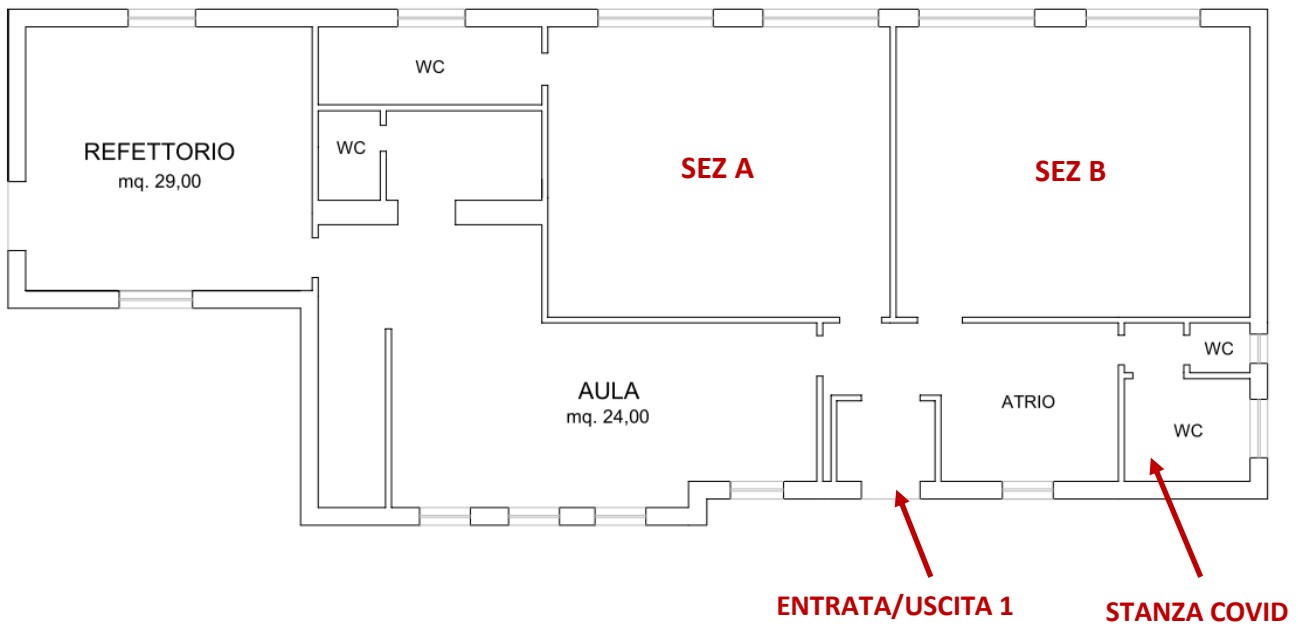 WC
REFETTORIO
mq. 29,00
WC
SEZ A
SEZ B
WC
AULA
mq. 24,00
ATRIO
WC
ENTRATA/USCITA 1
STANZA COVID